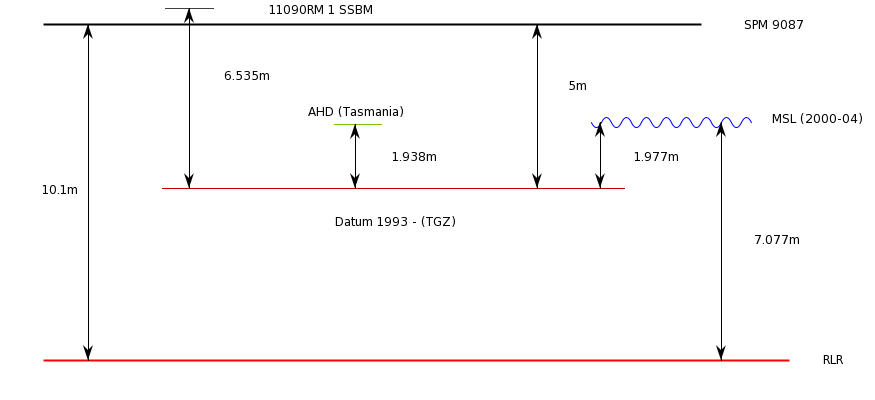 11090RM 1 SSBM
SPM 9087
6.535m
5m
AHD (Tasmania)
MSL (2000-04)
1.938m
1.977m
10.1m
Datum 1993 - (TGZ)
7.077m
RLR